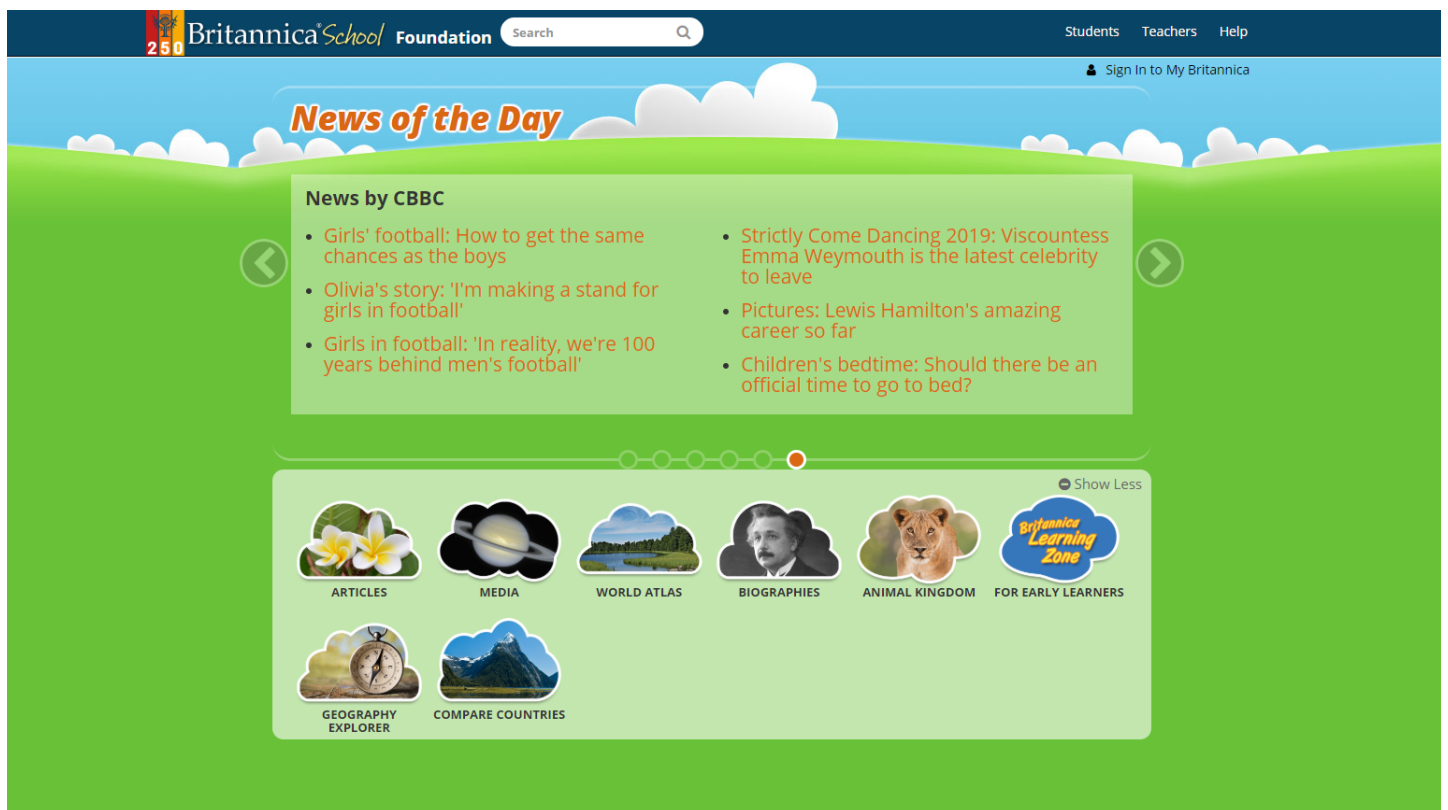 250 Britannica® School Foundation Search Students Teachers Help
Sign In to My Britannica
News of the Day
News by CBBC
Girls' football: How to get the same
chances as the boys
Olivia's story: 'I'm making a stand for
girls in football'
Girls in football: 'In reality, we're 100
years behind men's football'
Strictly Come Dancing 2019: Viscountess
Emma Weymouth is the latest celebrity
to leave
Pictures: Lewis Hamilton's amazing
career so far
Children's bedtime: Should there be an
official time to go to bed?
Show Less
Britannica
Learning
Zone
ARTICLES MEDIA WORLD ATLAS BIOGRAPHIES ANIMAL KINGDOM FOR EARLY LEARNERS
GEOGRAPHY
EXPLORER
COMPARE COUNTRIES